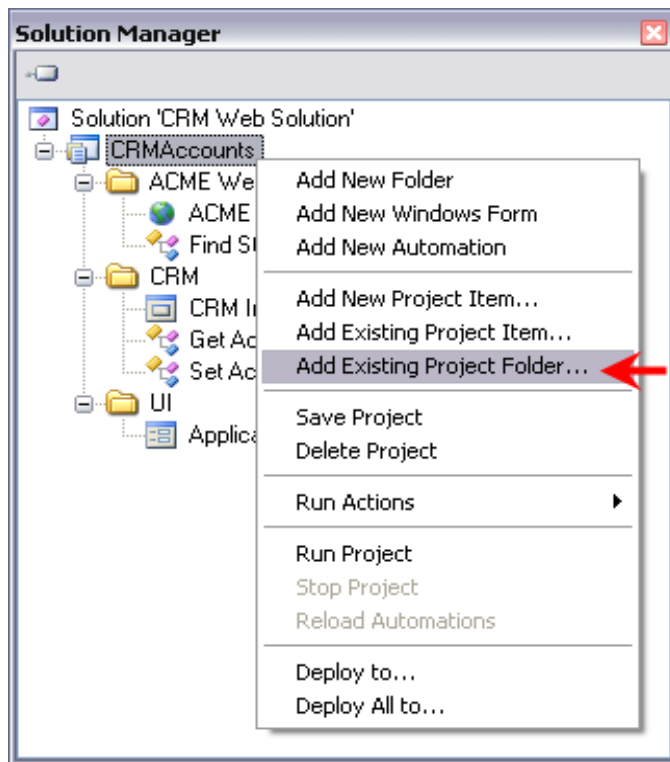 Solution Manager
Solution 'CRM Web Solution'
CRMAccounts
ACME We
ACME
Find
CRM
CRM
Get Ac
Set Ac
UI
Applica
Add New Folder
Add New Windows Form
Add New Automation
Add New Project Item...
Add Existing Project Item...
Add Existing Project Folder...
Save Project
Delete Project
Run Actions
Run Project
Stop Project
Reload Automations
Deploy to...
Deploy All to...